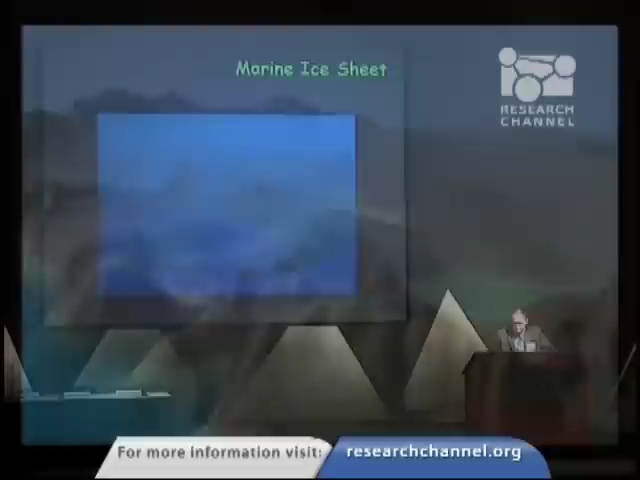 Marine Ice Sheet
RESEARCH
CHANNEL
For more information visit: researchchannel.org